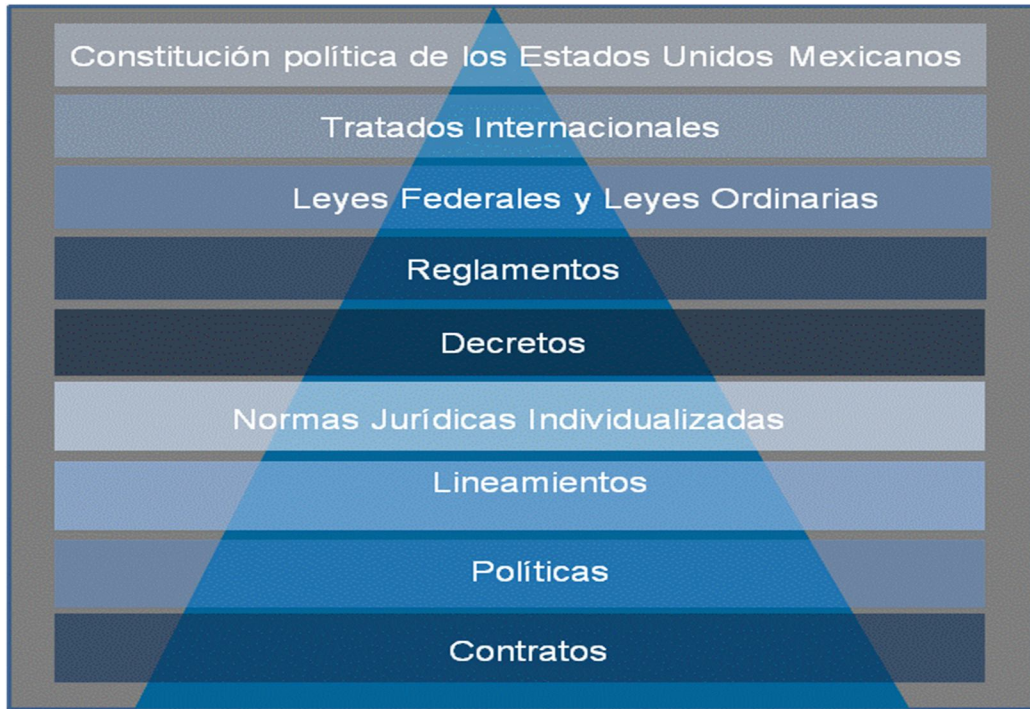 Constitución política de los Estados Unidos Mexicanos
Tratados Internacionales
Leyes Federales y Leyes Ordinarias
Reglamentos
Decretos
Normas Jurídicas Individualizadas
Lineamientos
Políticas
Contratos